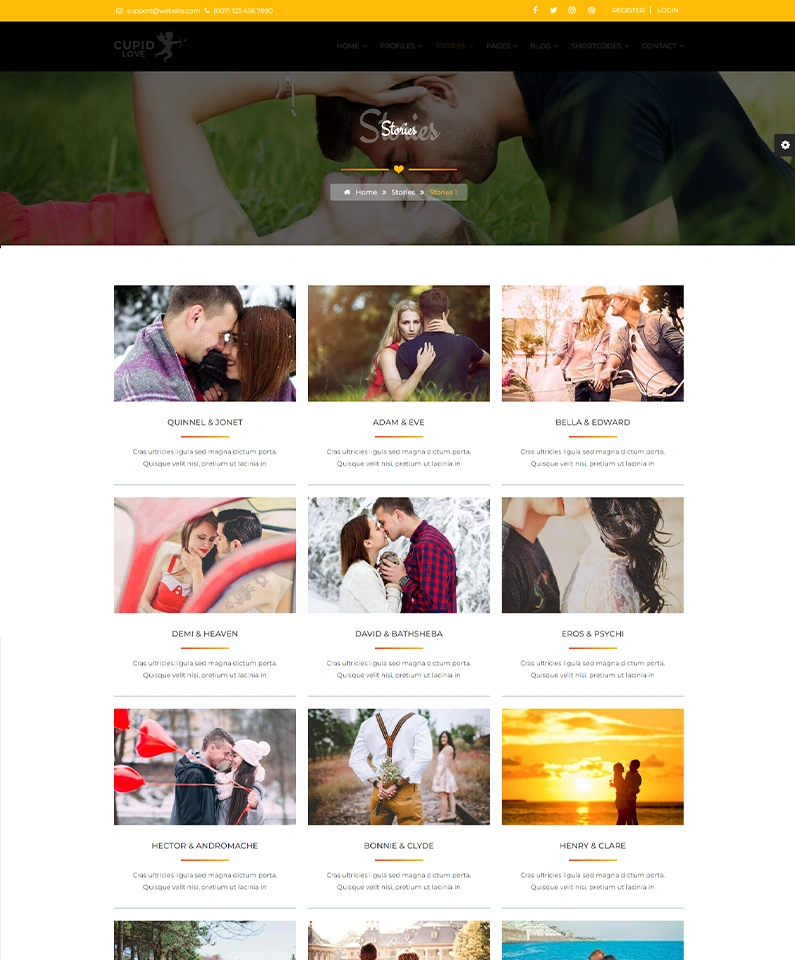 support@website.com (007) 123 456 7890 REGISTER | LOGIN
CUPID
LOVE
HOME PROFILES STORIES PAGES BLOG SHORTCODES CONTACT
Stories
Stories
Home » Stories » Stories 1
QUINNEL & JONET ADAM & EVE BELLA & EDWARD
Cras ultricies ligula sed magna dictum porta. Cras ultricies ligula sed magna dictum porta. Cras ultricies ligula sed magna dictum porta.
Quisque velit nisi, pretium ut lacinia in Quisque velit nisi, pretium ut lacinia in Quisque velit nisi, pretium ut lacinia in
DEMI & HEAVEN DAVID & BATHSHEBA EROS & PSYCHI
Cras ultricies ligula sed magna dictum porta. Cras ultricies ligula sed magna dictum porta. Cras ultricies ligula sed magna dictum porta.
Quisque velit nisi, pretium ut lacinia in Quisque velit nisi, pretium ut lacinia in Quisque velit nisi, pretium ut lacinia in
HECTOR & ANDROMACHE BONNIE & CLYDE HENRY & CLARE
Cras ultricies ligula sed magna dictum porta. Cras ultricies ligula sed magna dictum porta. Cras ultricies ligula sed magna dictum porta.
Quisque velit nisi, pretium ut lacinia in Quisque velit nisi, pretium ut lacinia in Quisque velit nisi, pretium ut lacinia in